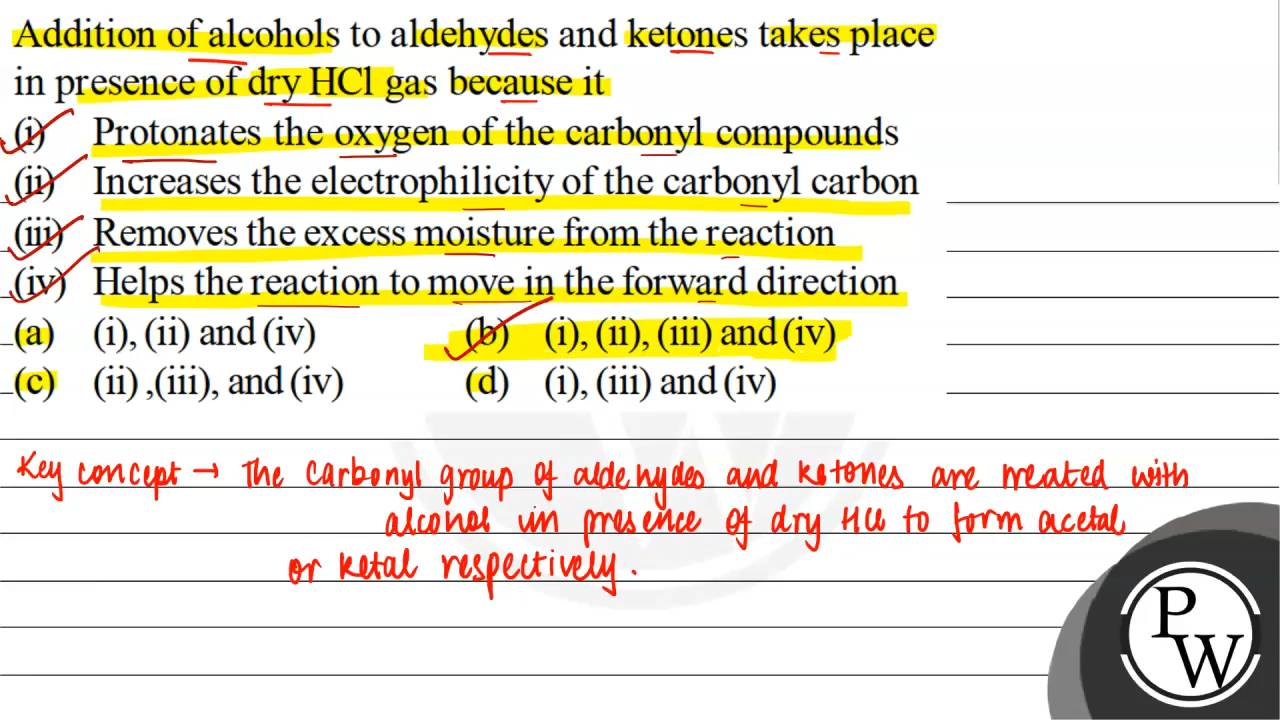 Addition of alcohols to aldehydes and ketones takes place
in presence of dry HCl gas because it
(i) Protonates the oxygen of the carbonyl compounds
(ii) Increases the electrophilicity of the carbonyl carbon
(iii) Removes the excess moisture from the reaction
(iv) Helps the reaction to move in the forward direction
(a) (i), (ii) and (iv) (b) (i), (ii), (iii) and (iv)
(c) (ii) ,(iii), and (iv) (d) (i), (iii) and (iv)
Key concept → The carbonyl group of aldehydes and ketones are treated with
alcohol in presence of dry HCl to form acetal
or ketal respectively.
P
W